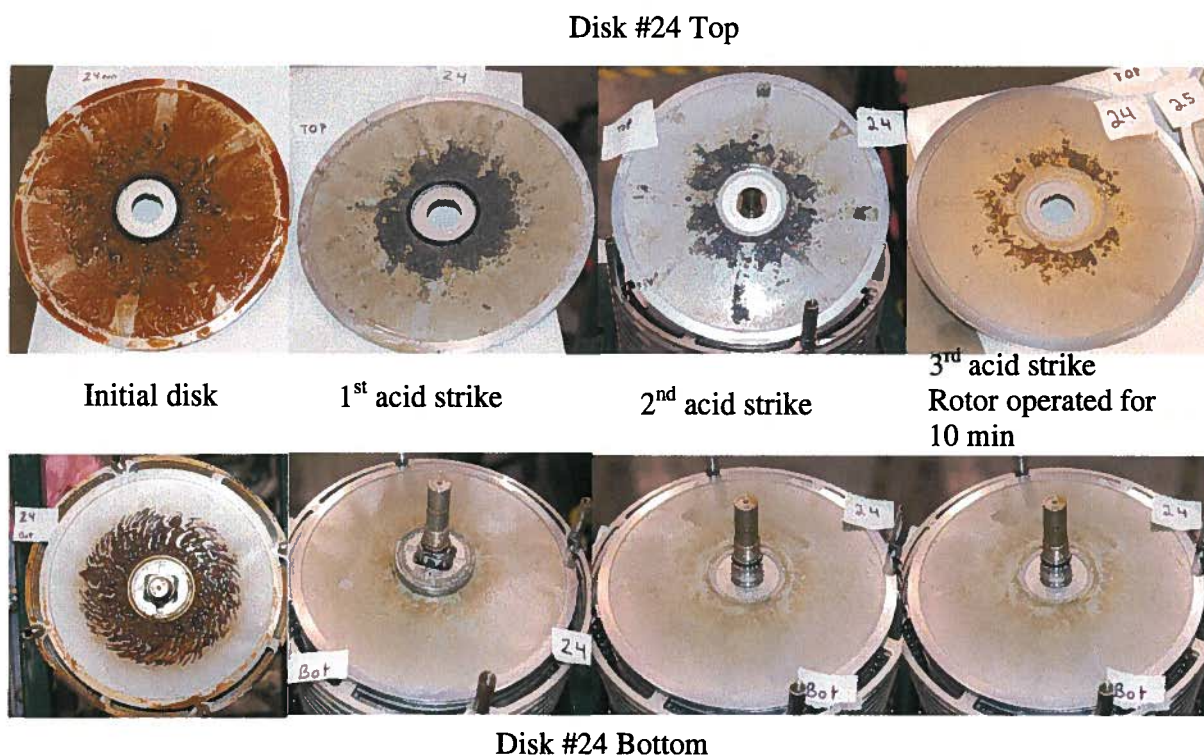 Disk #24 Top
24
TOP
24
TOP
24
TOP
24
25
Initial disk
1st acid strike
2nd acid strike
3rd acid strike
Rotor operated for
10 min
24
Bot
Bot
24
24
Bot
24
Bot
Disk #24 Bottom